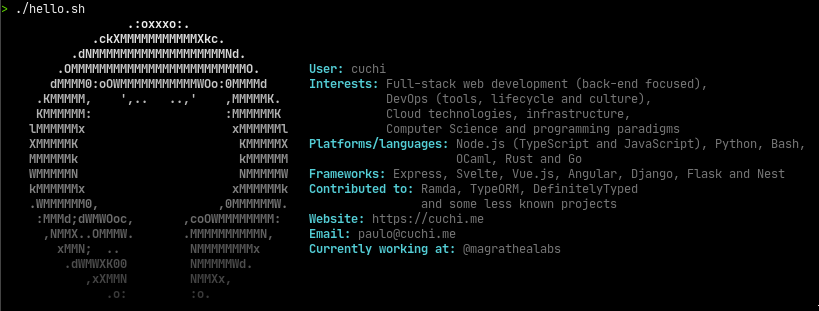 > ./hello.sh
.:oxxxo:.
.ckXMMMMMMMMMMMXkc.
.dNMMMMMMMMMMMMMMMMMMMNd.
.OMMMMMMMMMMMMMMMMMMMMMMMMMO. User: cuchi
dMMMM0:oOWMMMMMMMMMMWOo:0MMMMd Interests: Full-stack web development (back-end focused),
.KMMMMM, ',.. ..,' ,MMMMMK. DevOps (tools, lifecycle and culture),
KMMMMMM: :MMMMMMK Cloud technologies, infrastructure,
lMMMMMMx xMMMMMMl Computer Science and programming paradigms
XMMMMMK KMMMMMX Platforms/languages: Node.js (TypeScript and JavaScript), Python, Bash,
MMMMMMk kMMMMMM OCaml, Rust and Go
WMMMMMN NMMMMMW Frameworks: Express, Svelte, Vue.js, Angular, Django, Flask and Nest
kMMMMMMx xMMMMMMk Contributed to: Ramda, TypeORM, DefinitelyTyped
.WMMMMMM0, ,0MMMMMMW. and some less known projects
:MMMd;dWMWOoc, ,coOWMMMMMMMM: Website: https://cuchi.me
,NMMX..OMMMW. .MMMMMMMMMMN, Email: paulo@cuchi.me
xMMN; .. NMMMMMMMMx Currently working at: @magrathealabs
.dWMWXK00 NMMMMMWd.
,xXMMN NMMXx,
.o: :o.